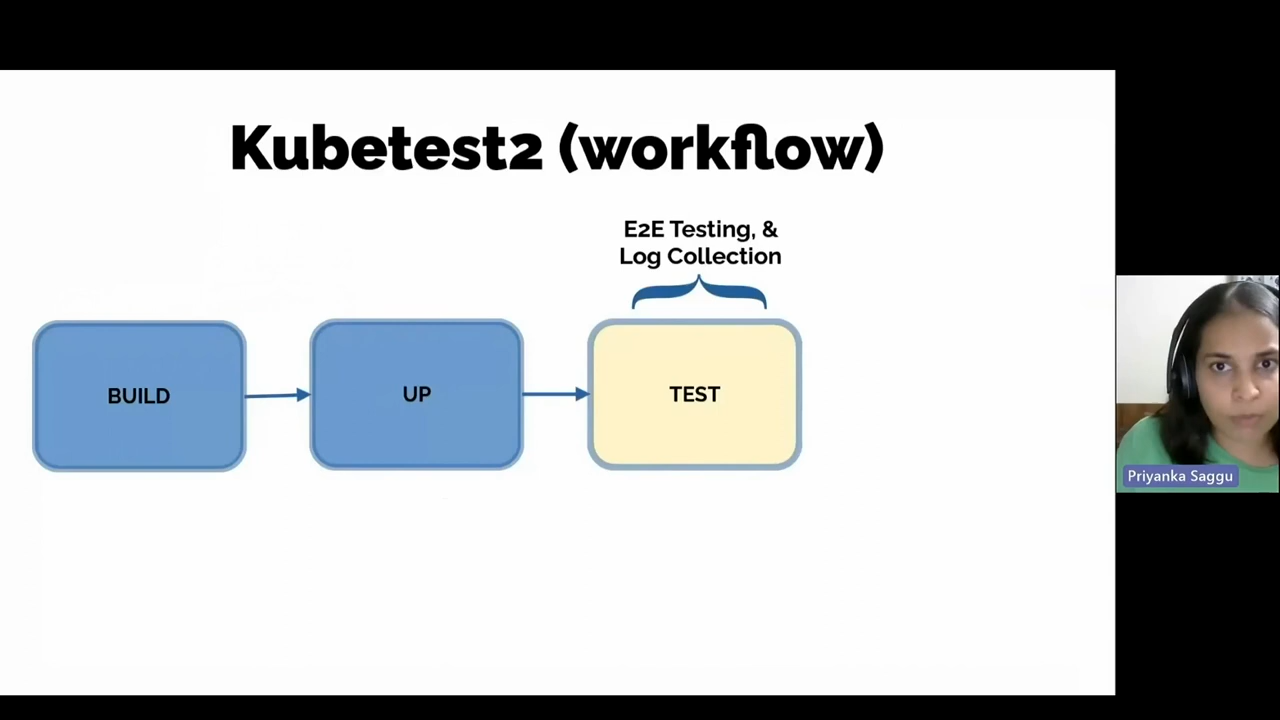 Kubetest2 (workflow)
E2E Testing, &
Log Collection
BUILD
UP
TEST
Priyanka Saggu